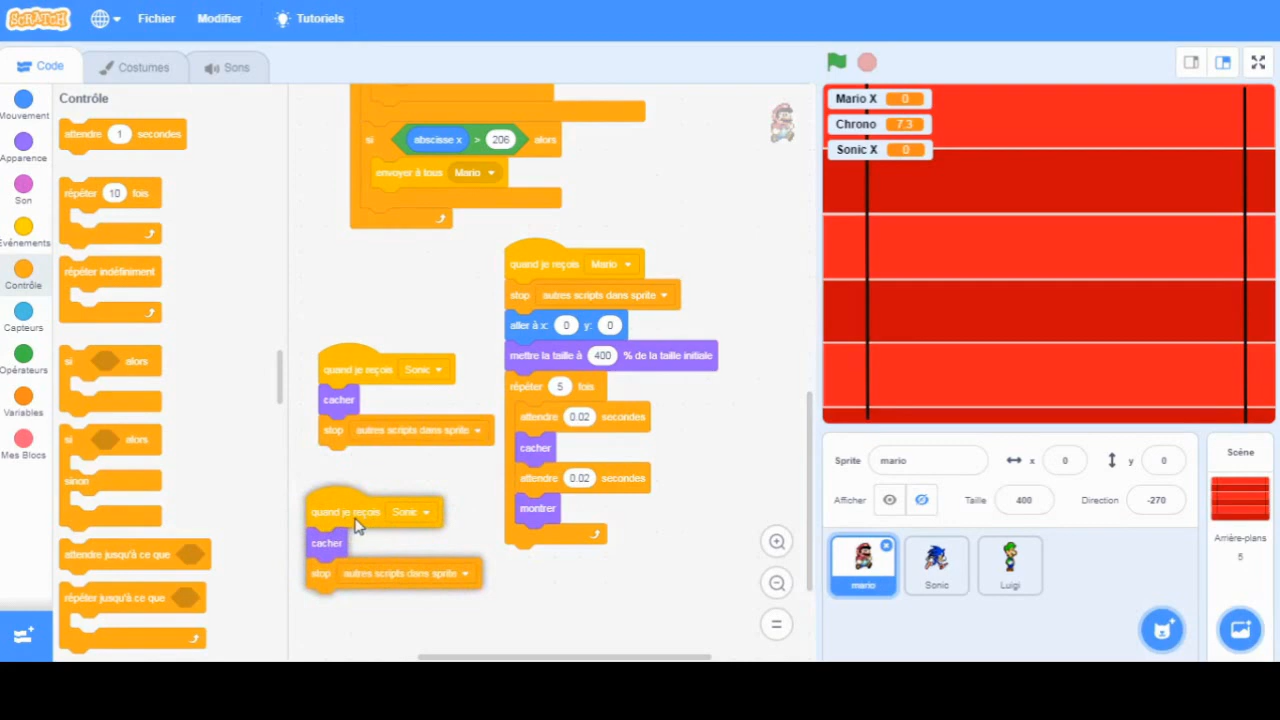 SCRATCH
Fichier
Modifier
Tutoriels
Code
Costumes
Sons
Mouvement
Apparence
Son
Événements
Contrôle
Capteurs
Opérateurs
Variables
Mes Blocs
Contrôle
attendre 1 secondes
répéter 10 fois
répéter indéfiniment
si alors
si alors
sinon
attendre jusqu'à ce que
répéter jusqu'à ce que
si abscisse x > 206 alors
envoyer à tous Mario
quand je reçois Mario
stop autres scripts dans sprite
aller à x: 0 y: 0
mettre la taille à 400 % de la taille initiale
répéter 5 fois
attendre 0.02 secondes
cacher
attendre 0.02 secondes
montrer
quand je reçois Sonic
cacher
stop autres scripts dans sprite
quand je reçois Sonic
cacher
stop autres scripts dans sprite
Mario X 0
Chrono 7.3
Sonic X 0
Sprite mario x 0 y 0
Afficher Taille 400 Direction -270
mario
Sonic
Luigi
Scène
Arrière-plans
5